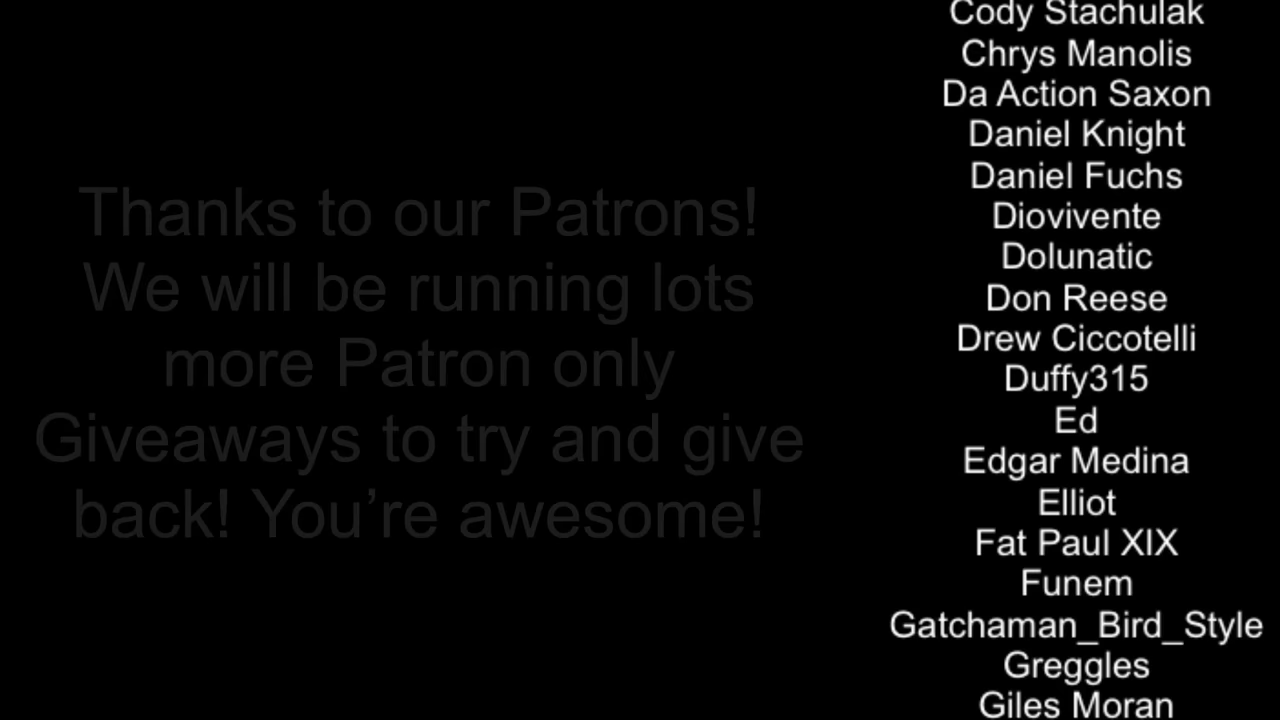 Thanks to our Patrons!
We will be running lots
more Patron only
Giveaways to try and give
back! You’re awesome!
Cody Stachulak
Chrys Manolis
Da Action Saxon
Daniel Knight
Daniel Fuchs
Diovivente
Dolunatic
Don Reese
Drew Ciccotelli
Duffy315
Ed
Edgar Medina
Elliot
Fat Paul XIX
Funem
Gatchaman_Bird_Style
Greggles
Giles Moran